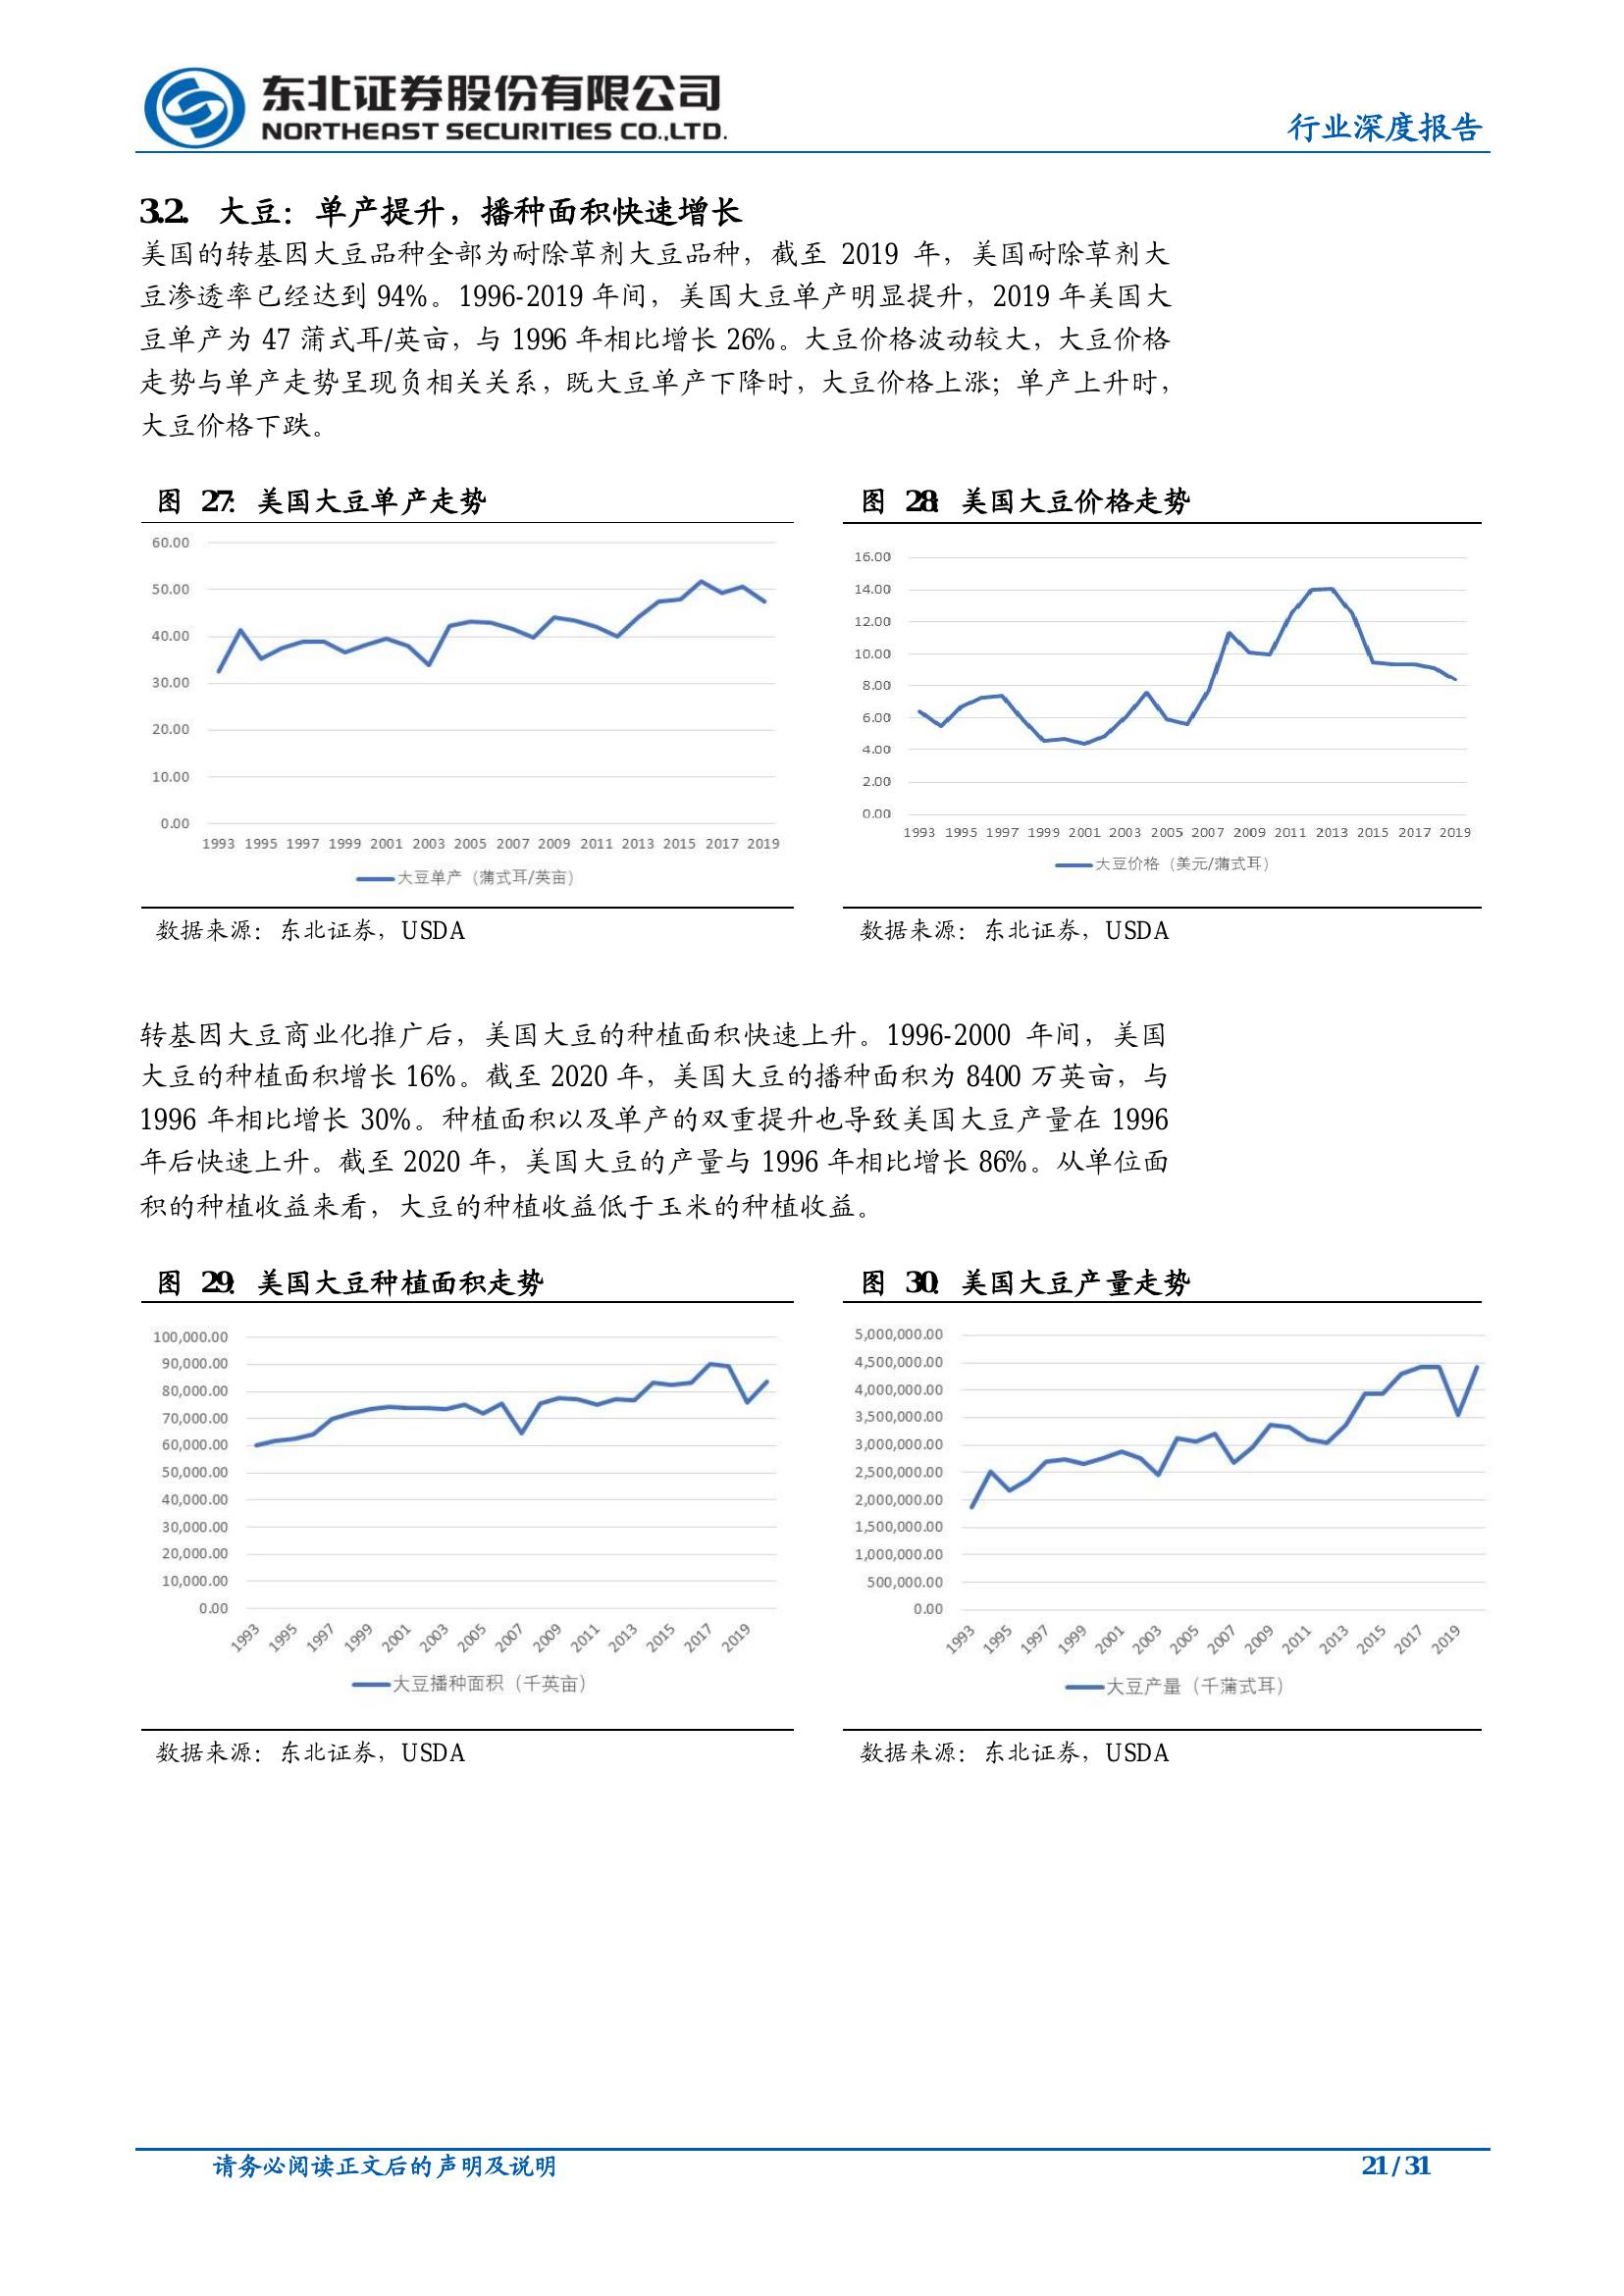 东北证券股份有限公司
NORTHEAST SECURITIES CO.,LTD.
行业深度报告
3.2. 大豆：单产提升，播种面积快速增长
美国的转基因大豆品种全部为耐除草剂大豆品种，截至 2019 年，美国耐除草剂大
豆渗透率已经达到 94%。1996-2019 年间，美国大豆单产明显提升，2019 年美国大
豆单产为 47 蒲式耳/英亩，与 1996 年相比增长 26%。大豆价格波动较大，大豆价格
走势与单产走势呈现负相关关系，既大豆单产下降时，大豆价格上涨；单产上升时，
大豆价格下跌。
图 27：美国大豆单产走势
60.00
50.00
40.00
30.00
20.00
10.00
0.00
1993 1995 1997 1999 2001 2003 2005 2007 2009 2011 2013 2015 2017 2019
大豆单产（蒲式耳/英亩）
数据来源：东北证券，USDA
图 28：美国大豆价格走势
16.00
14.00
12.00
10.00
8.00
6.00
4.00
2.00
0.00
1993 1995 1997 1999 2001 2003 2005 2007 2009 2011 2013 2015 2017 2019
大豆价格（美元/蒲式耳）
数据来源：东北证券，USDA
转基因大豆商业化推广后，美国大豆的种植面积快速上升。1996-2000 年间，美国
大豆的种植面积增长 16%。截至 2020 年，美国大豆的播种面积为 8400 万英亩，与
1996 年相比增长 30%。种植面积以及单产的双重提升也导致美国大豆产量在 1996
年后快速上升。截至 2020 年，美国大豆的产量与 1996 年相比增长 86%。从单位面
积的种植收益来看，大豆的种植收益低于玉米的种植收益。
图 29：美国大豆种植面积走势
100,000.00
90,000.00
80,000.00
70,000.00
60,000.00
50,000.00
40,000.00
30,000.00
20,000.00
10,000.00
0.00
1993 1995 1997 1999 2001 2003 2005 2007 2009 2011 2013 2015 2017 2019
大豆播种面积（千英亩）
数据来源：东北证券，USDA
图 30：美国大豆产量走势
5,000,000.00
4,500,000.00
4,000,000.00
3,500,000.00
3,000,000.00
2,500,000.00
2,000,000.00
1,500,000.00
1,000,000.00
500,000.00
0.00
1993 1995 1997 1999 2001 2003 2005 2007 2009 2011 2013 2015 2017 2019
大豆产量（千蒲式耳）
数据来源：东北证券，USDA
请务必阅读正文后的声明及说明
21 / 31